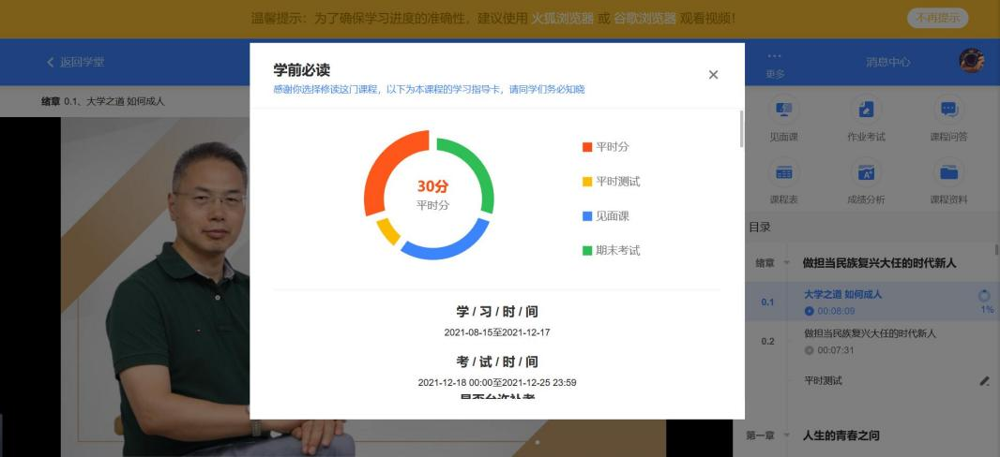 温馨提示：为了确保学习进度的准确性，建议使用 火狐浏览器 或 谷歌浏览器 观看视频！
不再提示
返回学堂
更多
消息中心
绪章 0.1、大学之道 如何成人
学前必读
感谢你选择修读这门课程，以下为本课程的学习指导卡，请同学们务必知晓
30分
平时分
平时分
平时测试
见面课
期末考试
学 / 习 / 时 / 间
2021-08-15至2021-12-17
考 / 试 / 时 / 间
2021-12-18 00:00至2021-12-25 23:59
是否允许补考
见面课
作业考试
课程问答
课程表
成绩分析
课程资料
目录
绪章 做担当民族复兴大任的时代新人
0.1 大学之道 如何成人
00:08:09
1%
0.2 做担当民族复兴大任的时代新人
00:07:31
平时测试
第一章 人生的青春之问